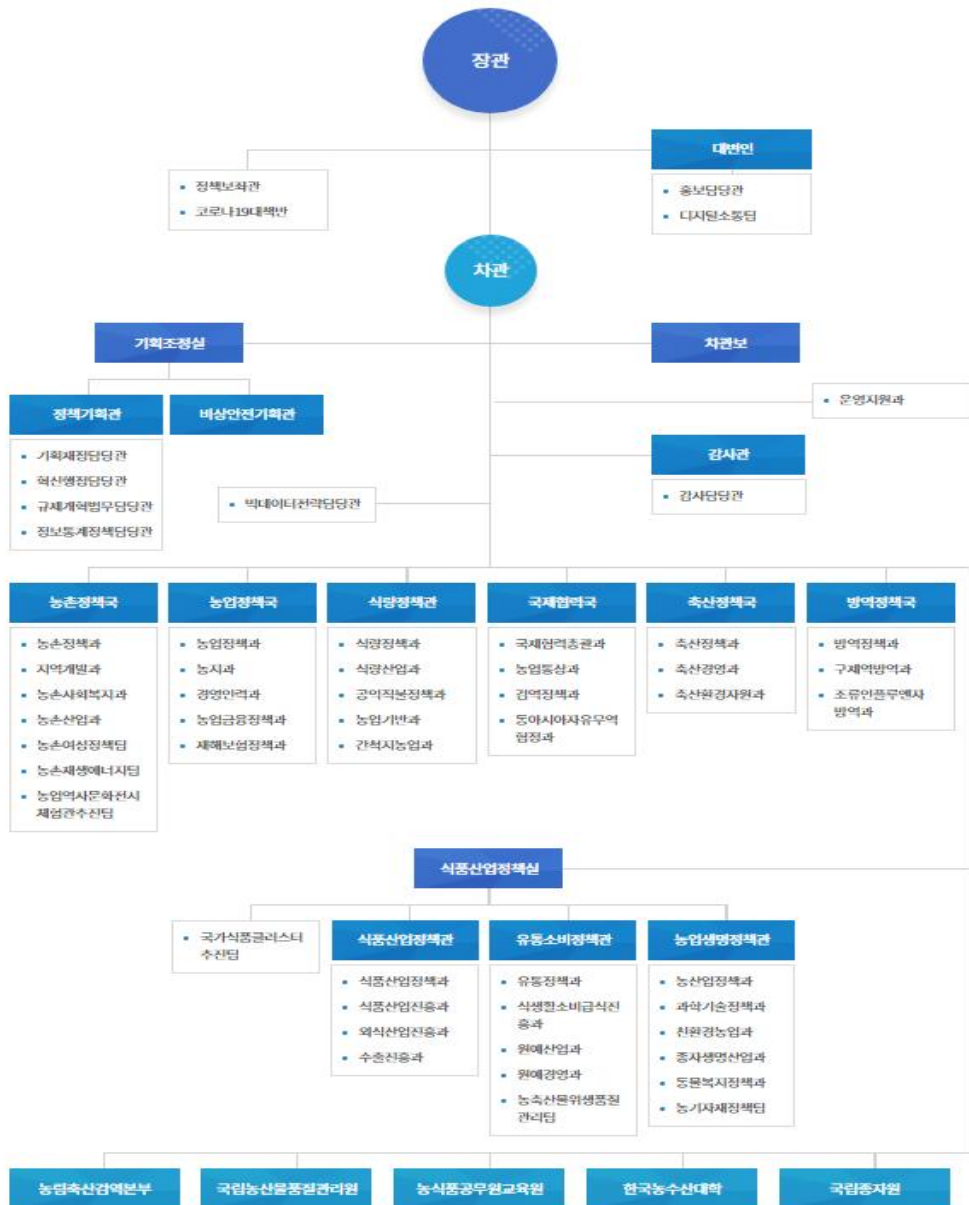 장관
대변인
정책보좌관
코로나19대책반
홍보담당관
디지털소통팀
차관
기획조정실
차관보
정책기획관
비상안전기획관
운영지원과
기획재정담당관
혁신행정담당관
규제개혁법무담당관
정보통계정책담당관
감사관
감사담당관
빅데이터전략담당관
농촌정책국
농촌정책과
지역개발과
농촌사회복지과
농촌산업과
농촌여성정책팀
농촌재생에너지팀
농업역사문화전시
체험관추진팀
농업정책국
농업정책과
농지과
경영인력과
농업금융정책과
재해보험정책과
식량정책관
식량정책과
식량산업과
공익직불정책과
농업기반과
간척지농업과
국제협력국
국제협력총괄과
농업통상과
검역정책과
동아시아자유무역
협정과
축산정책국
축산정책과
축산경영과
축산환경자원과
방역정책국
방역정책과
구제역방역과
조류인플루엔자
방역과
식품산업정책실
국가식품클러스터
추진팀
식품산업정책관
식품산업정책과
식품산업진흥과
외식산업진흥과
수출진흥과
유통소비정책관
유통정책과
식생활소비급식진
흥과
원예산업과
원예경영과
농축산물위생품질
관리팀
농업생명정책관
농산업정책과
과학기술정책과
친환경농업과
종자생명산업과
동물복지정책과
농기자재정책팀
농림축산검역본부
국립농산물품질관리원
농식품공무원교육원
한국농수산대학
국립종자원